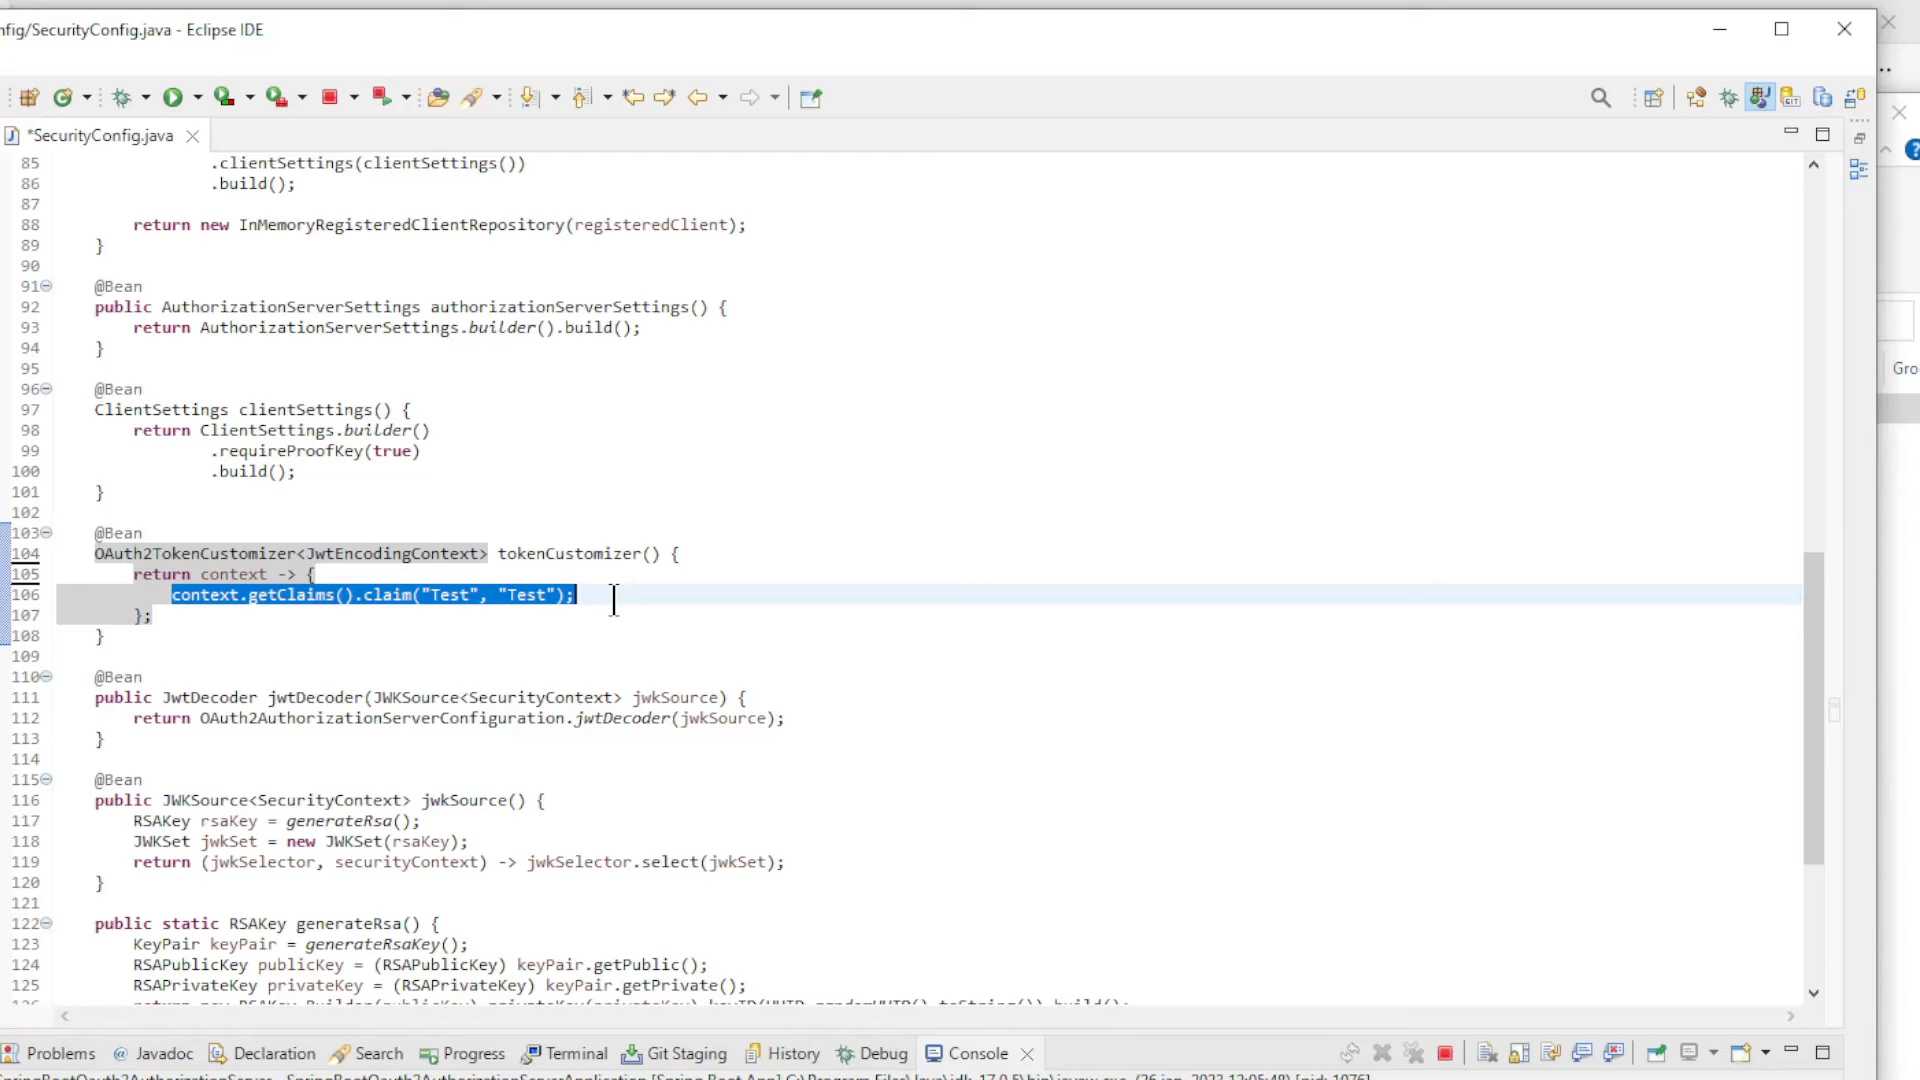 nfig/SecurityConfig.java - Eclipse IDE
*SecurityConfig.java
85 .clientSettings(clientSettings())
86 .build();
87
88 return new InMemoryRegisteredClientRepository(registeredClient);
89 }
90
91 @Bean
92 public AuthorizationServerSettings authorizationServerSettings() {
93 return AuthorizationServerSettings.builder().build();
94 }
95
96 @Bean
97 ClientSettings clientSettings() {
98 return ClientSettings.builder()
99 .requireProofKey(true)
100 .build();
101 }
102
103 @Bean
104 OAuth2TokenCustomizer<JwtEncodingContext> tokenCustomizer() {
105 return context -> {
106 context.getClaims().claim("Test", "Test");
107 };
108 }
109
110 @Bean
111 public JwtDecoder jwtDecoder(JWKSource<SecurityContext> jwkSource) {
112 return OAuth2AuthorizationServerConfiguration.jwtDecoder(jwkSource);
113 }
114
115 @Bean
116 public JWKSource<SecurityContext> jwkSource() {
117 RSAKey rsaKey = generateRsa();
118 JWKSet jwkSet = new JWKSet(rsaKey);
119 return (jwkSelector, securityContext) -> jwkSelector.select(jwkSet);
120 }
121
122 public static RSAKey generateRsa() {
123 KeyPair keyPair = generateRsaKey();
124 RSAPublicKey publicKey = (RSAPublicKey) keyPair.getPublic();
125 RSAPrivateKey privateKey = (RSAPrivateKey) keyPair.getPrivate();
Gro
Problems @ Javadoc Declaration Search Progress Terminal Git Staging History Debug Console